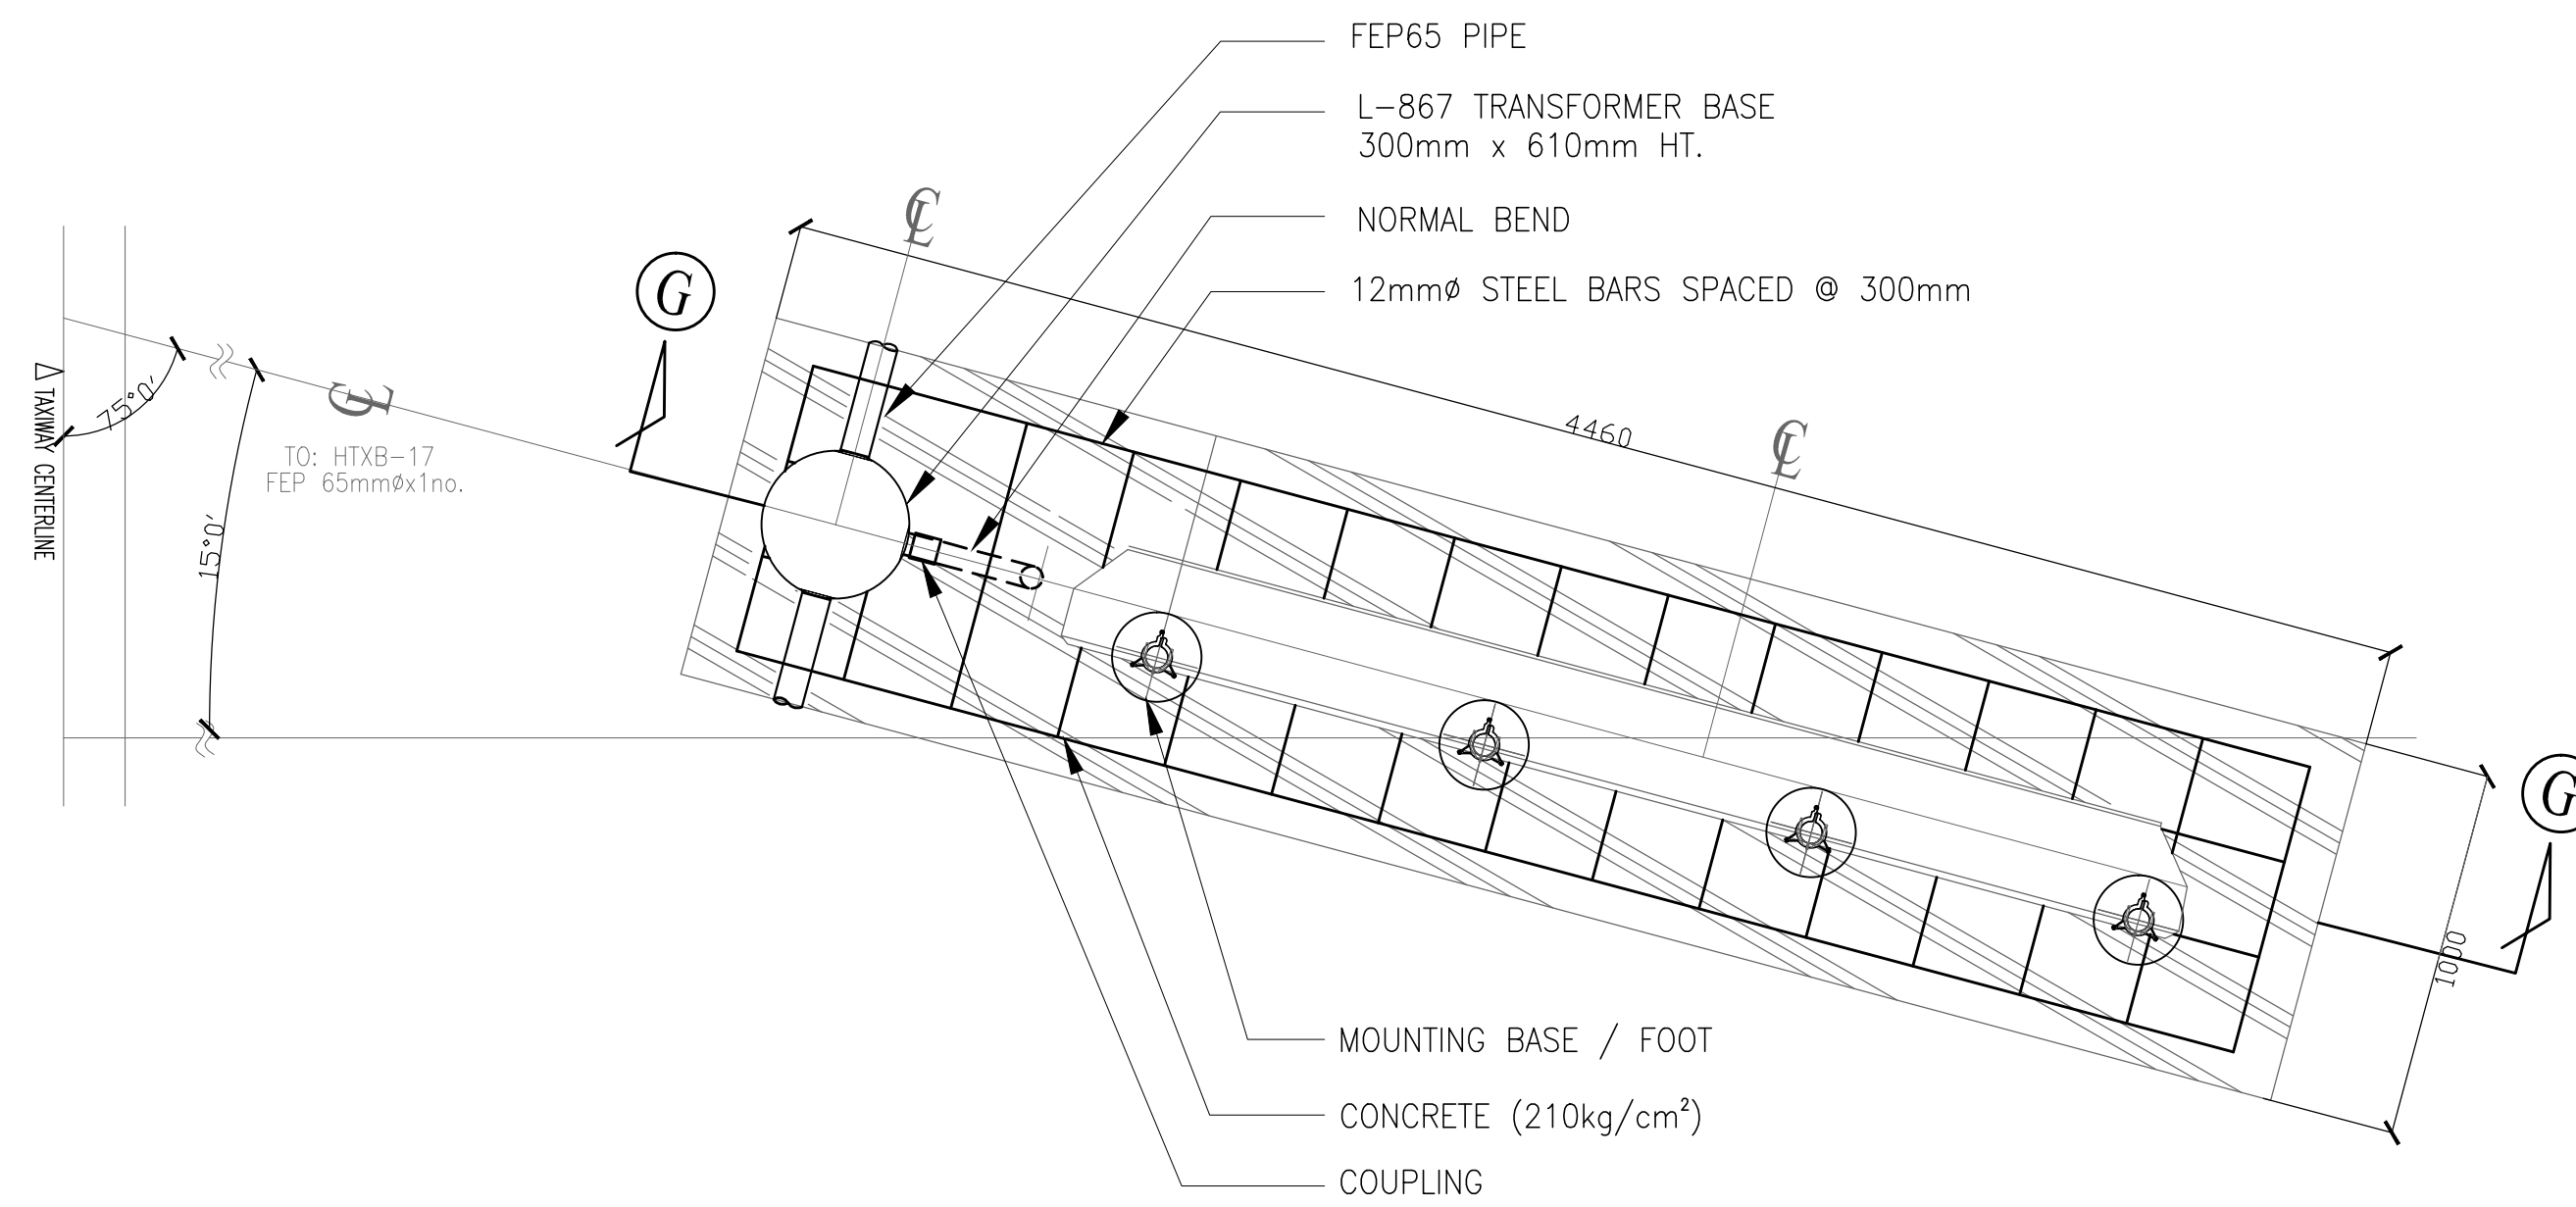 FEP65 PIPE
L-867 TRANSFORMER BASE
300mm x 610mm HT.
NORMAL BEND
12mmø STEEL BARS SPACED @ 300mm
℄
G
4460
℄
75°0'
℄
TAXIWAY CENTERLINE
TO: HTXB-17
FEP 65mmøx1no.
15°0'
G
1000
MOUNTING BASE / FOOT
CONCRETE (210kg/cm²)
COUPLING